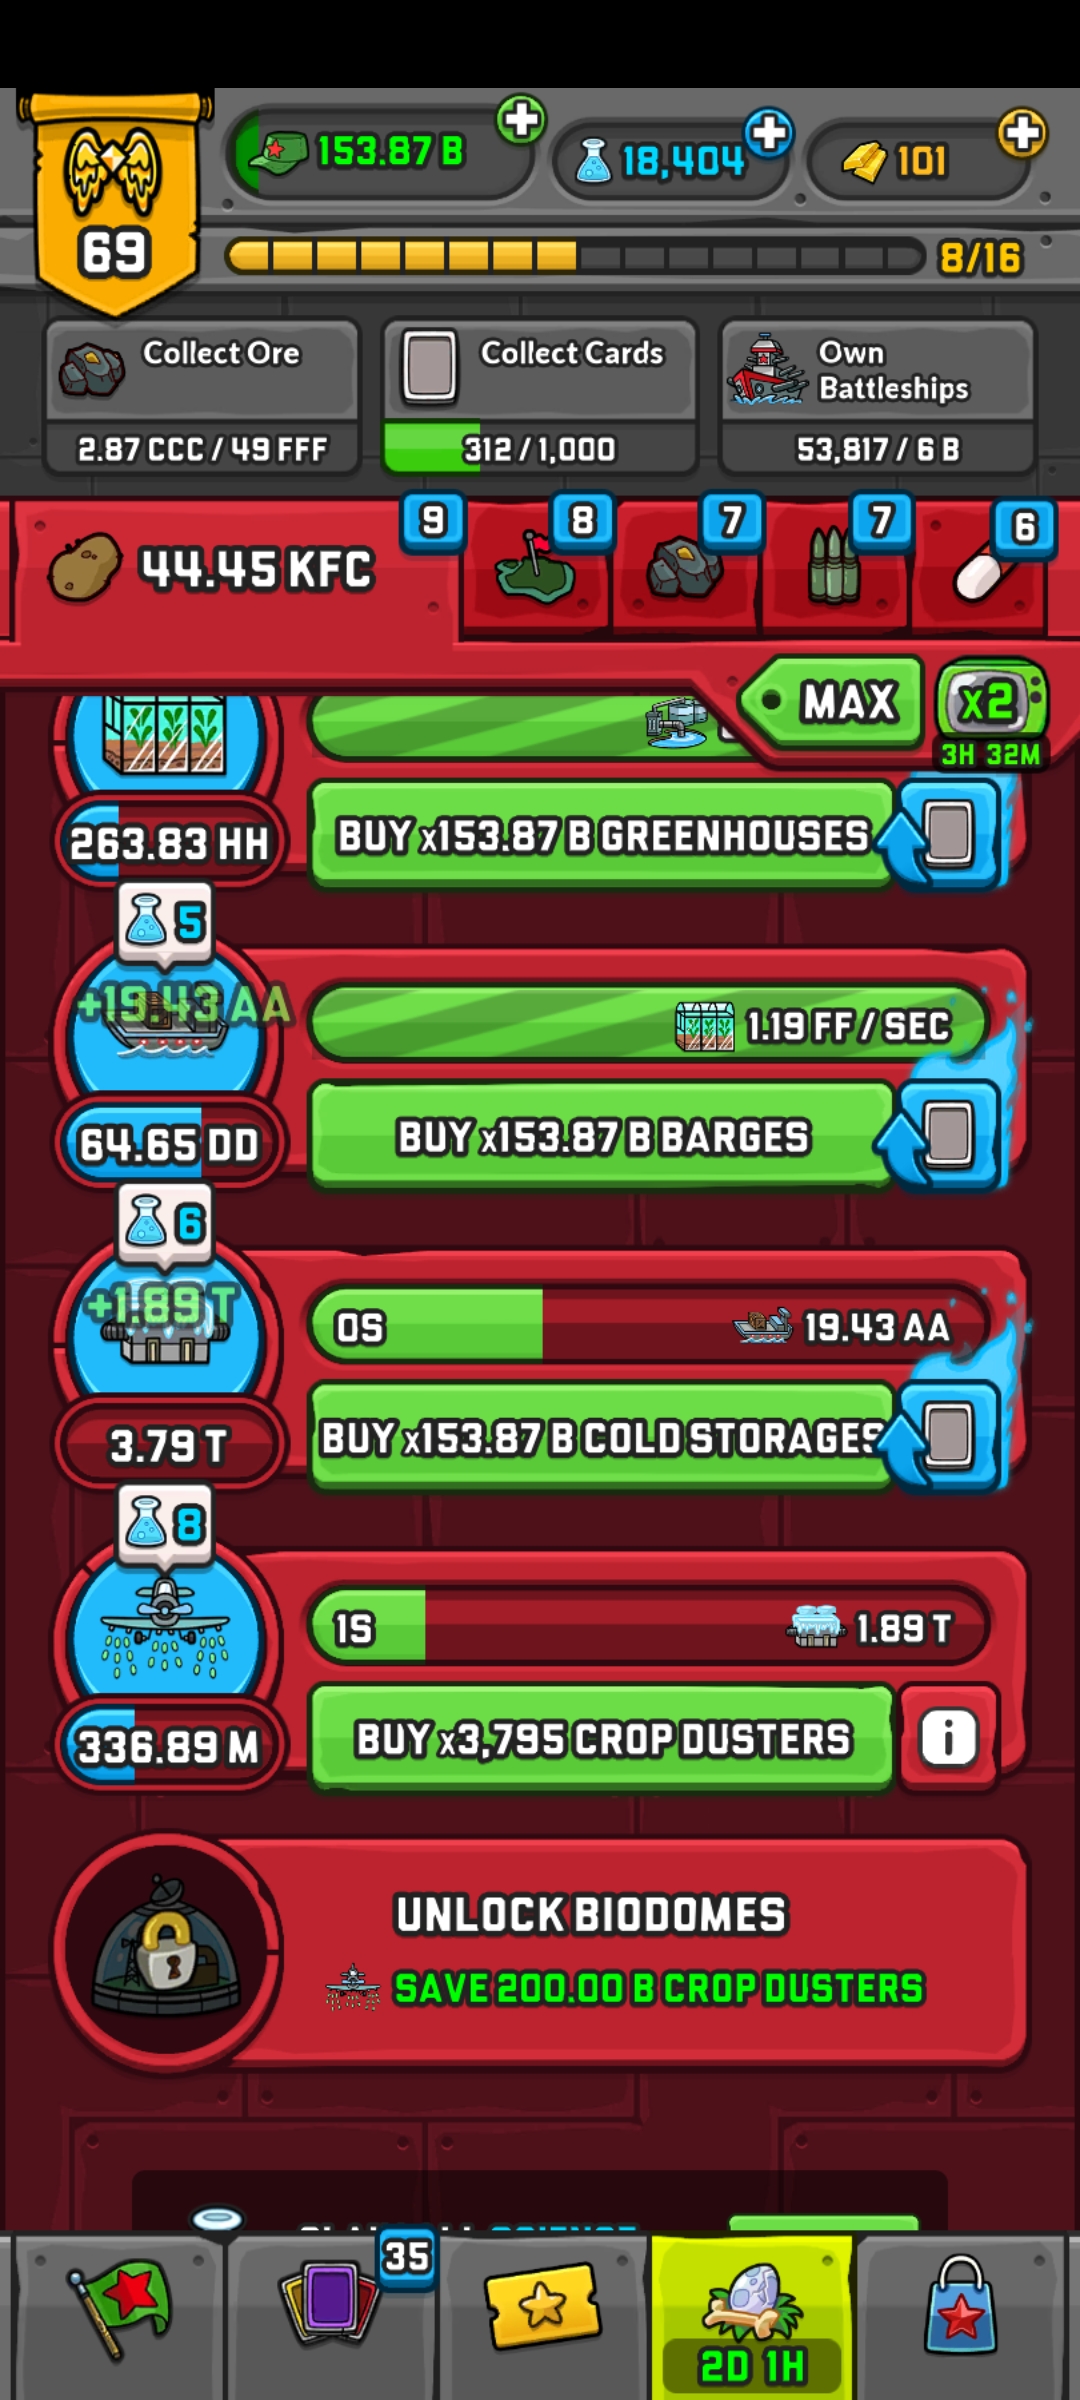 69
153.87 B
18,404
101
8/16
Collect Ore
2.87 CCC / 49 FFF
Collect Cards
312 / 1,000
Own
Battleships
53,817 / 6 B
44.45 KFC
9
8
7
7
6
MAX
x2
3H 32M
263.83 HH
BUY x153.87 B GREENHOUSES
5
+19.43 AA
1.19 FF / SEC
64.65 DD
BUY x153.87 B BARGES
6
+1.89 T
0S
19.43 AA
3.79 T
BUY x153.87 B COLD STORAGES
8
1S
1.89 T
336.89 M
BUY x3,795 CROP DUSTERS
i
UNLOCK BIODOMES
SAVE 200.00 B CROP DUSTERS
35
2D 1H